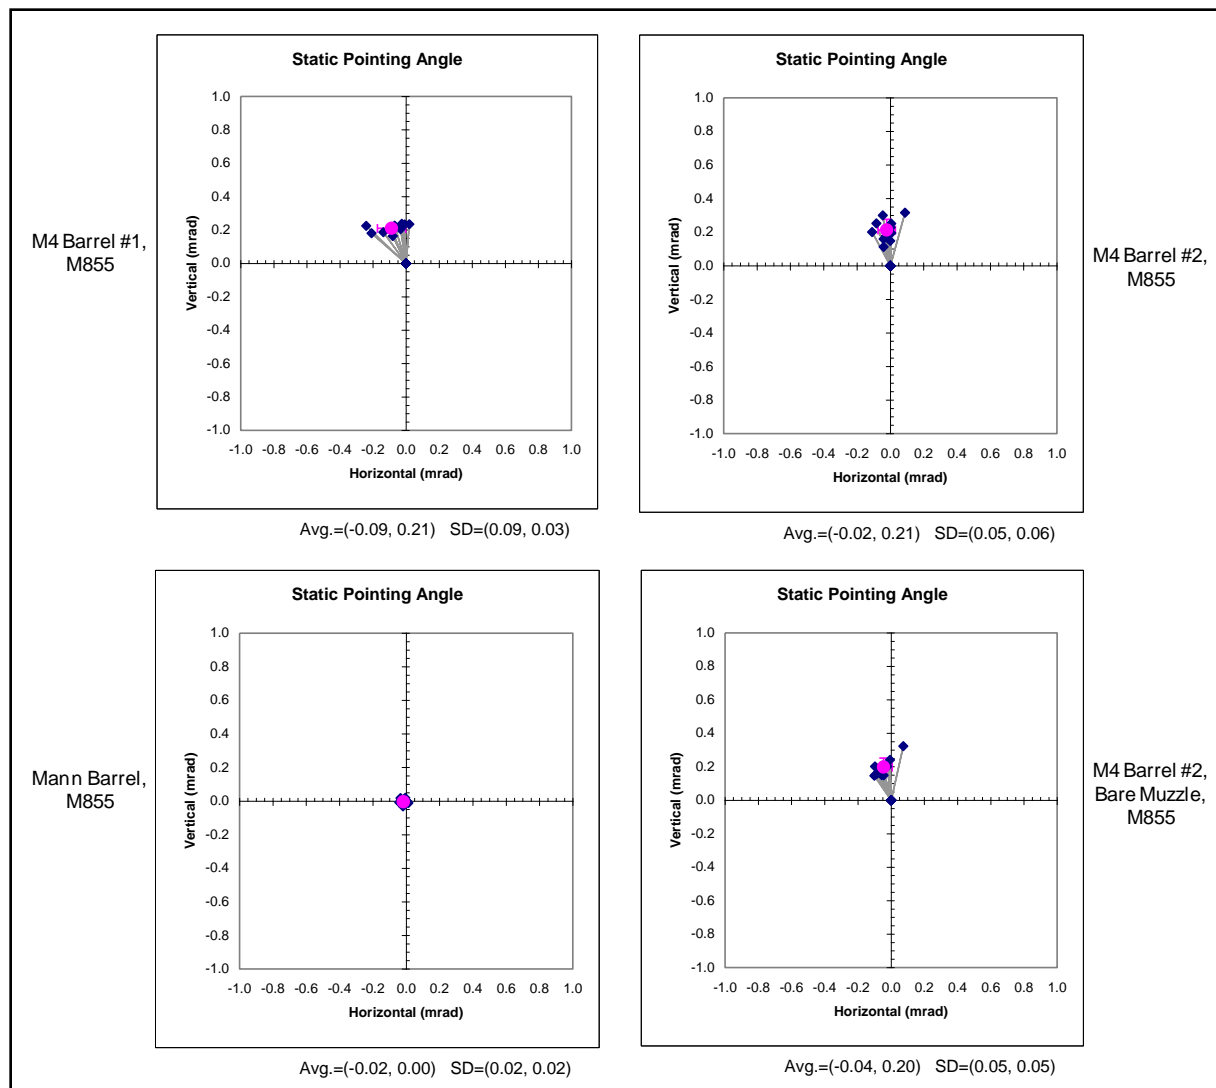 Static Pointing Angle
1.0
0.8
0.6
0.4
0.2
0.0
-0.2
-0.4
-0.6
-0.8
-1.0
-1.0 -0.8 -0.6 -0.4 -0.2 0.0 0.2 0.4 0.6 0.8 1.0
Horizontal (mrad)
Vertical (mrad)
M4 Barrel #1,
M855
Avg.=(-0.09, 0.21) SD=(0.09, 0.03)
Static Pointing Angle
1.0
0.8
0.6
0.4
0.2
0.0
-0.2
-0.4
-0.6
-0.8
-1.0
-1.0 -0.8 -0.6 -0.4 -0.2 0.0 0.2 0.4 0.6 0.8 1.0
Horizontal (mrad)
Vertical (mrad)
M4 Barrel #2,
M855
Avg.=(-0.02, 0.21) SD=(0.05, 0.06)
Static Pointing Angle
1.0
0.8
0.6
0.4
0.2
0.0
-0.2
-0.4
-0.6
-0.8
-1.0
-1.0 -0.8 -0.6 -0.4 -0.2 0.0 0.2 0.4 0.6 0.8 1.0
Horizontal (mrad)
Vertical (mrad)
Mann Barrel,
M855
Avg.=(-0.02, 0.00) SD=(0.02, 0.02)
Static Pointing Angle
1.0
0.8
0.6
0.4
0.2
0.0
-0.2
-0.4
-0.6
-0.8
-1.0
-1.0 -0.8 -0.6 -0.4 -0.2 0.0 0.2 0.4 0.6 0.8 1.0
Horizontal (mrad)
Vertical (mrad)
M4 Barrel #2,
Bare Muzzle,
M855
Avg.=(-0.04, 0.20) SD=(0.05, 0.05)